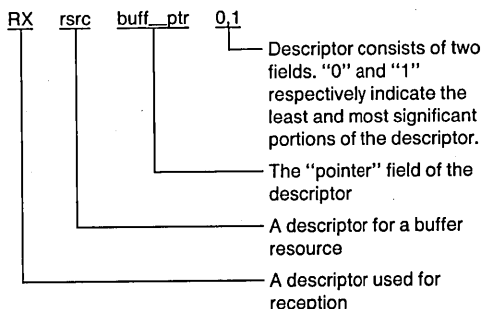 RX rsrc buff__ptr 0,1
Descriptor consists of two
fields. “0” and “1”
respectively indicate the
least and most significant
portions of the descriptor.
The “pointer” field of the
descriptor
A descriptor for a buffer
resource
A descriptor used for
reception